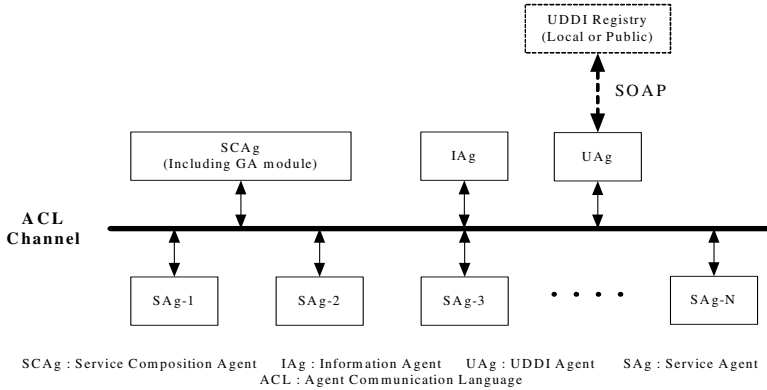 UDDI Registry
(Local or Public)
SOAP
SCAg
(Including GA module)
IAg
UAg
ACL
Channel
SAg-1
SAg-2
SAg-3
. . . .
SAg-N
SCAg : Service Composition Agent IAg : Information Agent UAg : UDDI Agent SAg : Service Agent
ACL : Agent Communication Language